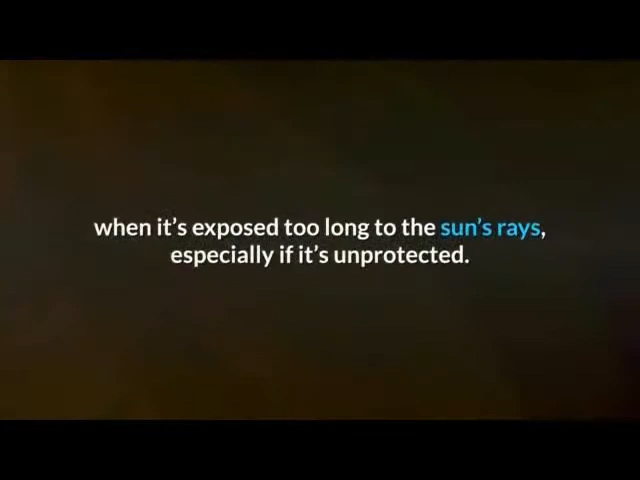 when it's exposed too long to the sun's rays,
especially if it's unprotected.